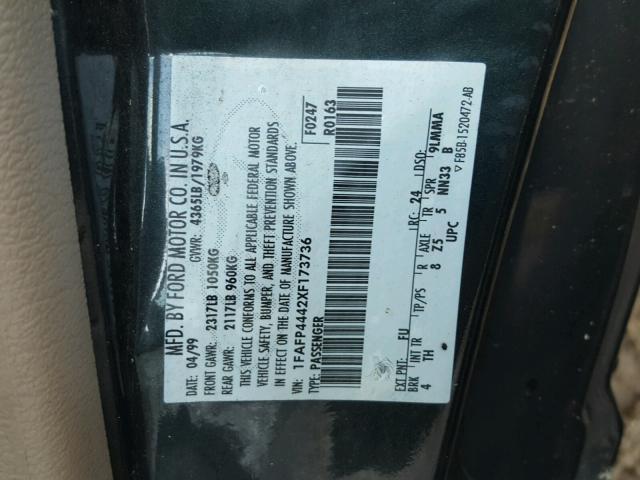 MFD. BY FORD MOTOR CO. IN U.S.A.
DATE: 04/99 GVWR: 4365LB/1979KG
FRONT GAWR: 2317LB 1050KG
REAR GAWR: 2117LB 960KG
THIS VEHICLE CONFORMS TO ALL APPLICABLE FEDERAL MOTOR
VEHICLE SAFETY, BUMPER, AND THEFT PREVENTION STANDARDS
IN EFFECT ON THE DATE OF MANUFACTURE SHOWN ABOVE.
VIN: 1FAFP4442XF173736
TYPE: PASSENGER
F0247
R0163
EXT PNT: FU RC: 24 DSO:
BRK INT TR TP/PS R AXLE TR SPR 9LMMA
4 TH 8 Z5 5 NN33 B
UPC
▽F85B-1520472-AB